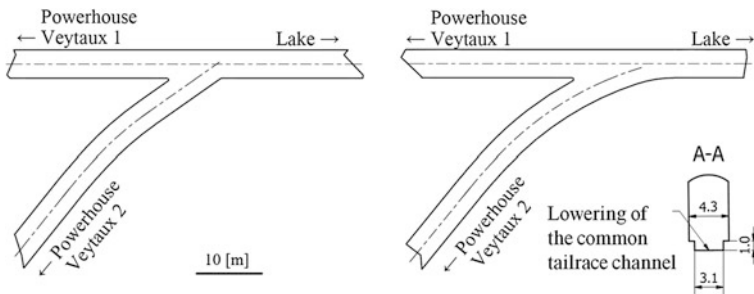 Powerhouse
← Veytaux 1
Lake →
← Powerhouse
Veytaux 2
10 [m]
Powerhouse
← Veytaux 1
Lake →
← Powerhouse
Veytaux 2
A-A
4.3
1.0
3.1
Lowering of
the common
tailrace channel